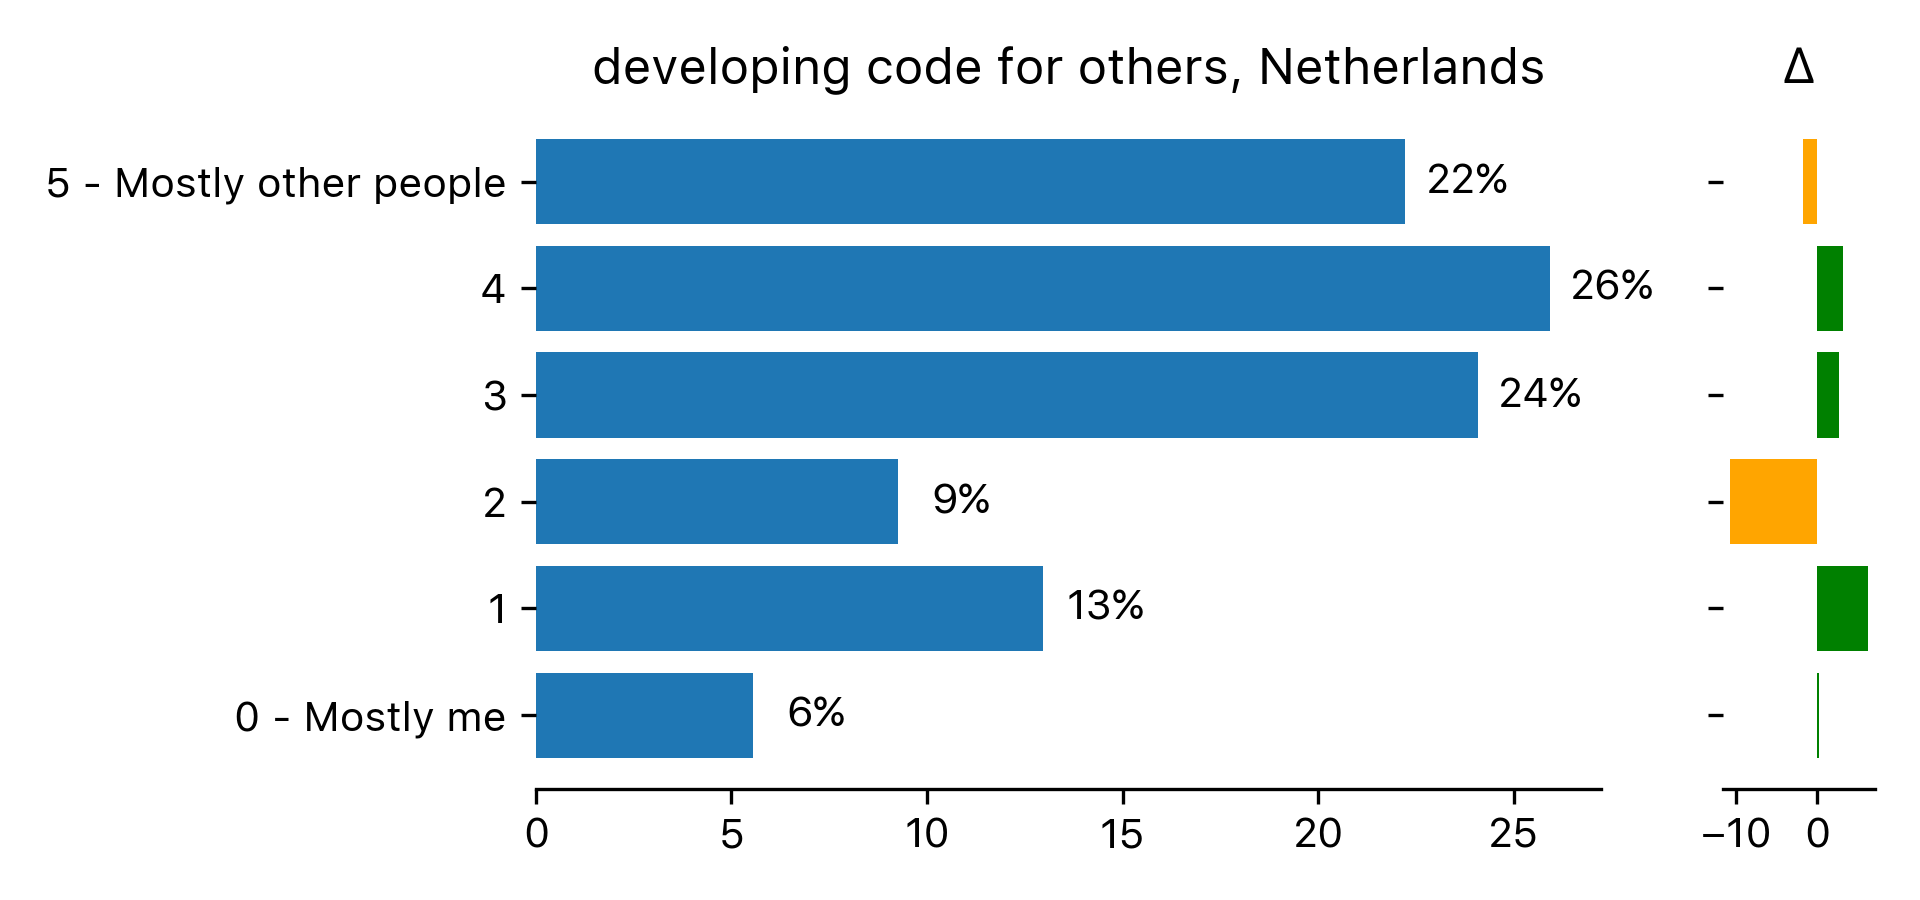 developing code for others, Netherlands
Δ
5 - Mostly other people
22%
4
26%
3
24%
2
9%
1
13%
0 - Mostly me
6%
0 5 10 15 20 25
−10 0